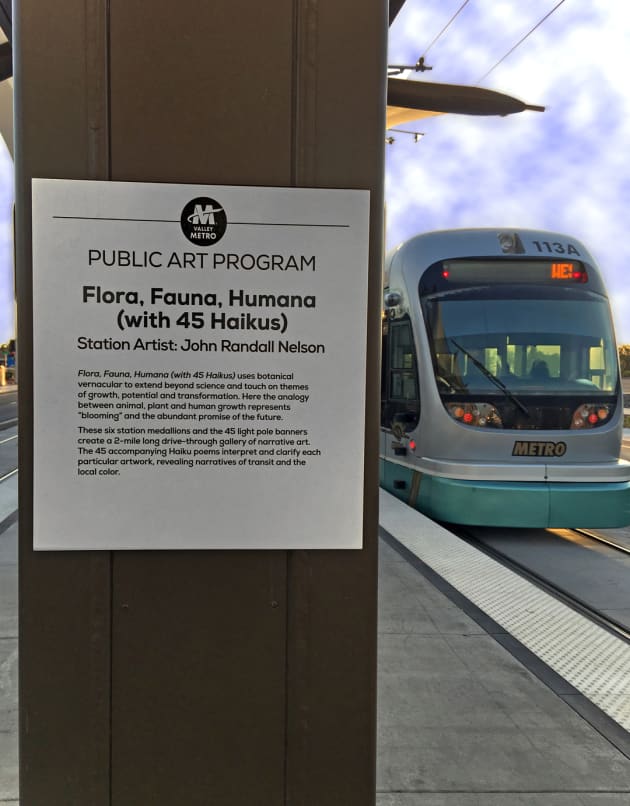 M
VALLEY
METRO
PUBLIC ART PROGRAM
Flora, Fauna, Humana
(with 45 Haikus)
Station Artist: John Randall Nelson
Flora, Fauna, Humana (with 45 Haikus) uses botanical
vernacular to extend beyond science and touch on themes
of growth, potential and transformation. Here the analogy
between animal, plant and human growth represents
"blooming" and the abundant promise of the future.
These six station medallions and the 45 light pole banners
create a 2-mile long drive-through gallery of narrative art.
The 45 accompanying Haiku poems interpret and clarify each
particular artwork, revealing narratives of transit and the
local color.
113A
WE!
METRO